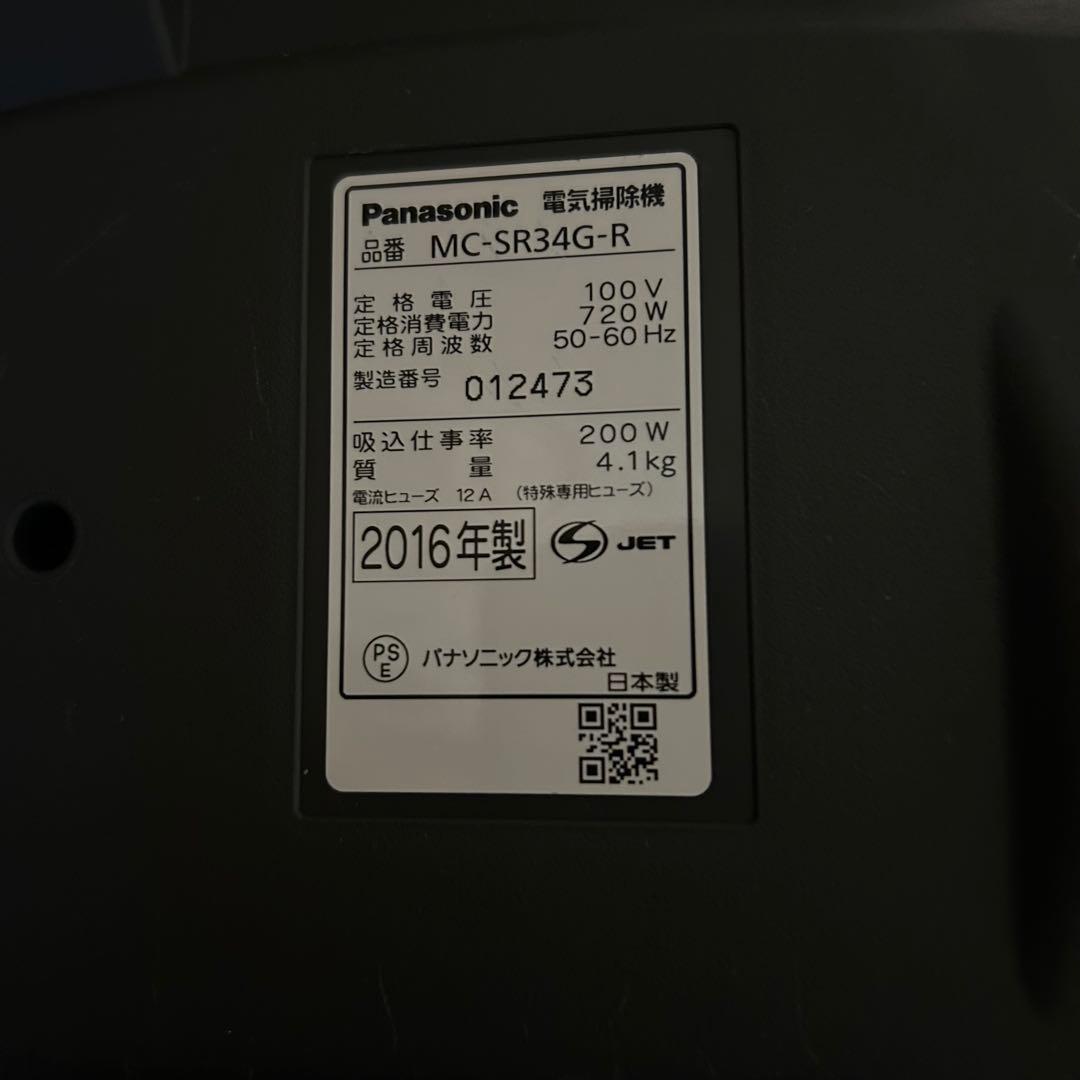 Panasonic 電気掃除機
品番 MC-SR34G-R
定格電圧 100V
定格消費電力 720W
定格周波数 50-60Hz
製造番号 012473
吸込仕事率 200W
質量 4.1kg
電流ヒューズ 12A (特殊専用ヒューズ)
2016年製 S JET
PS E パナソニック株式会社
日本製